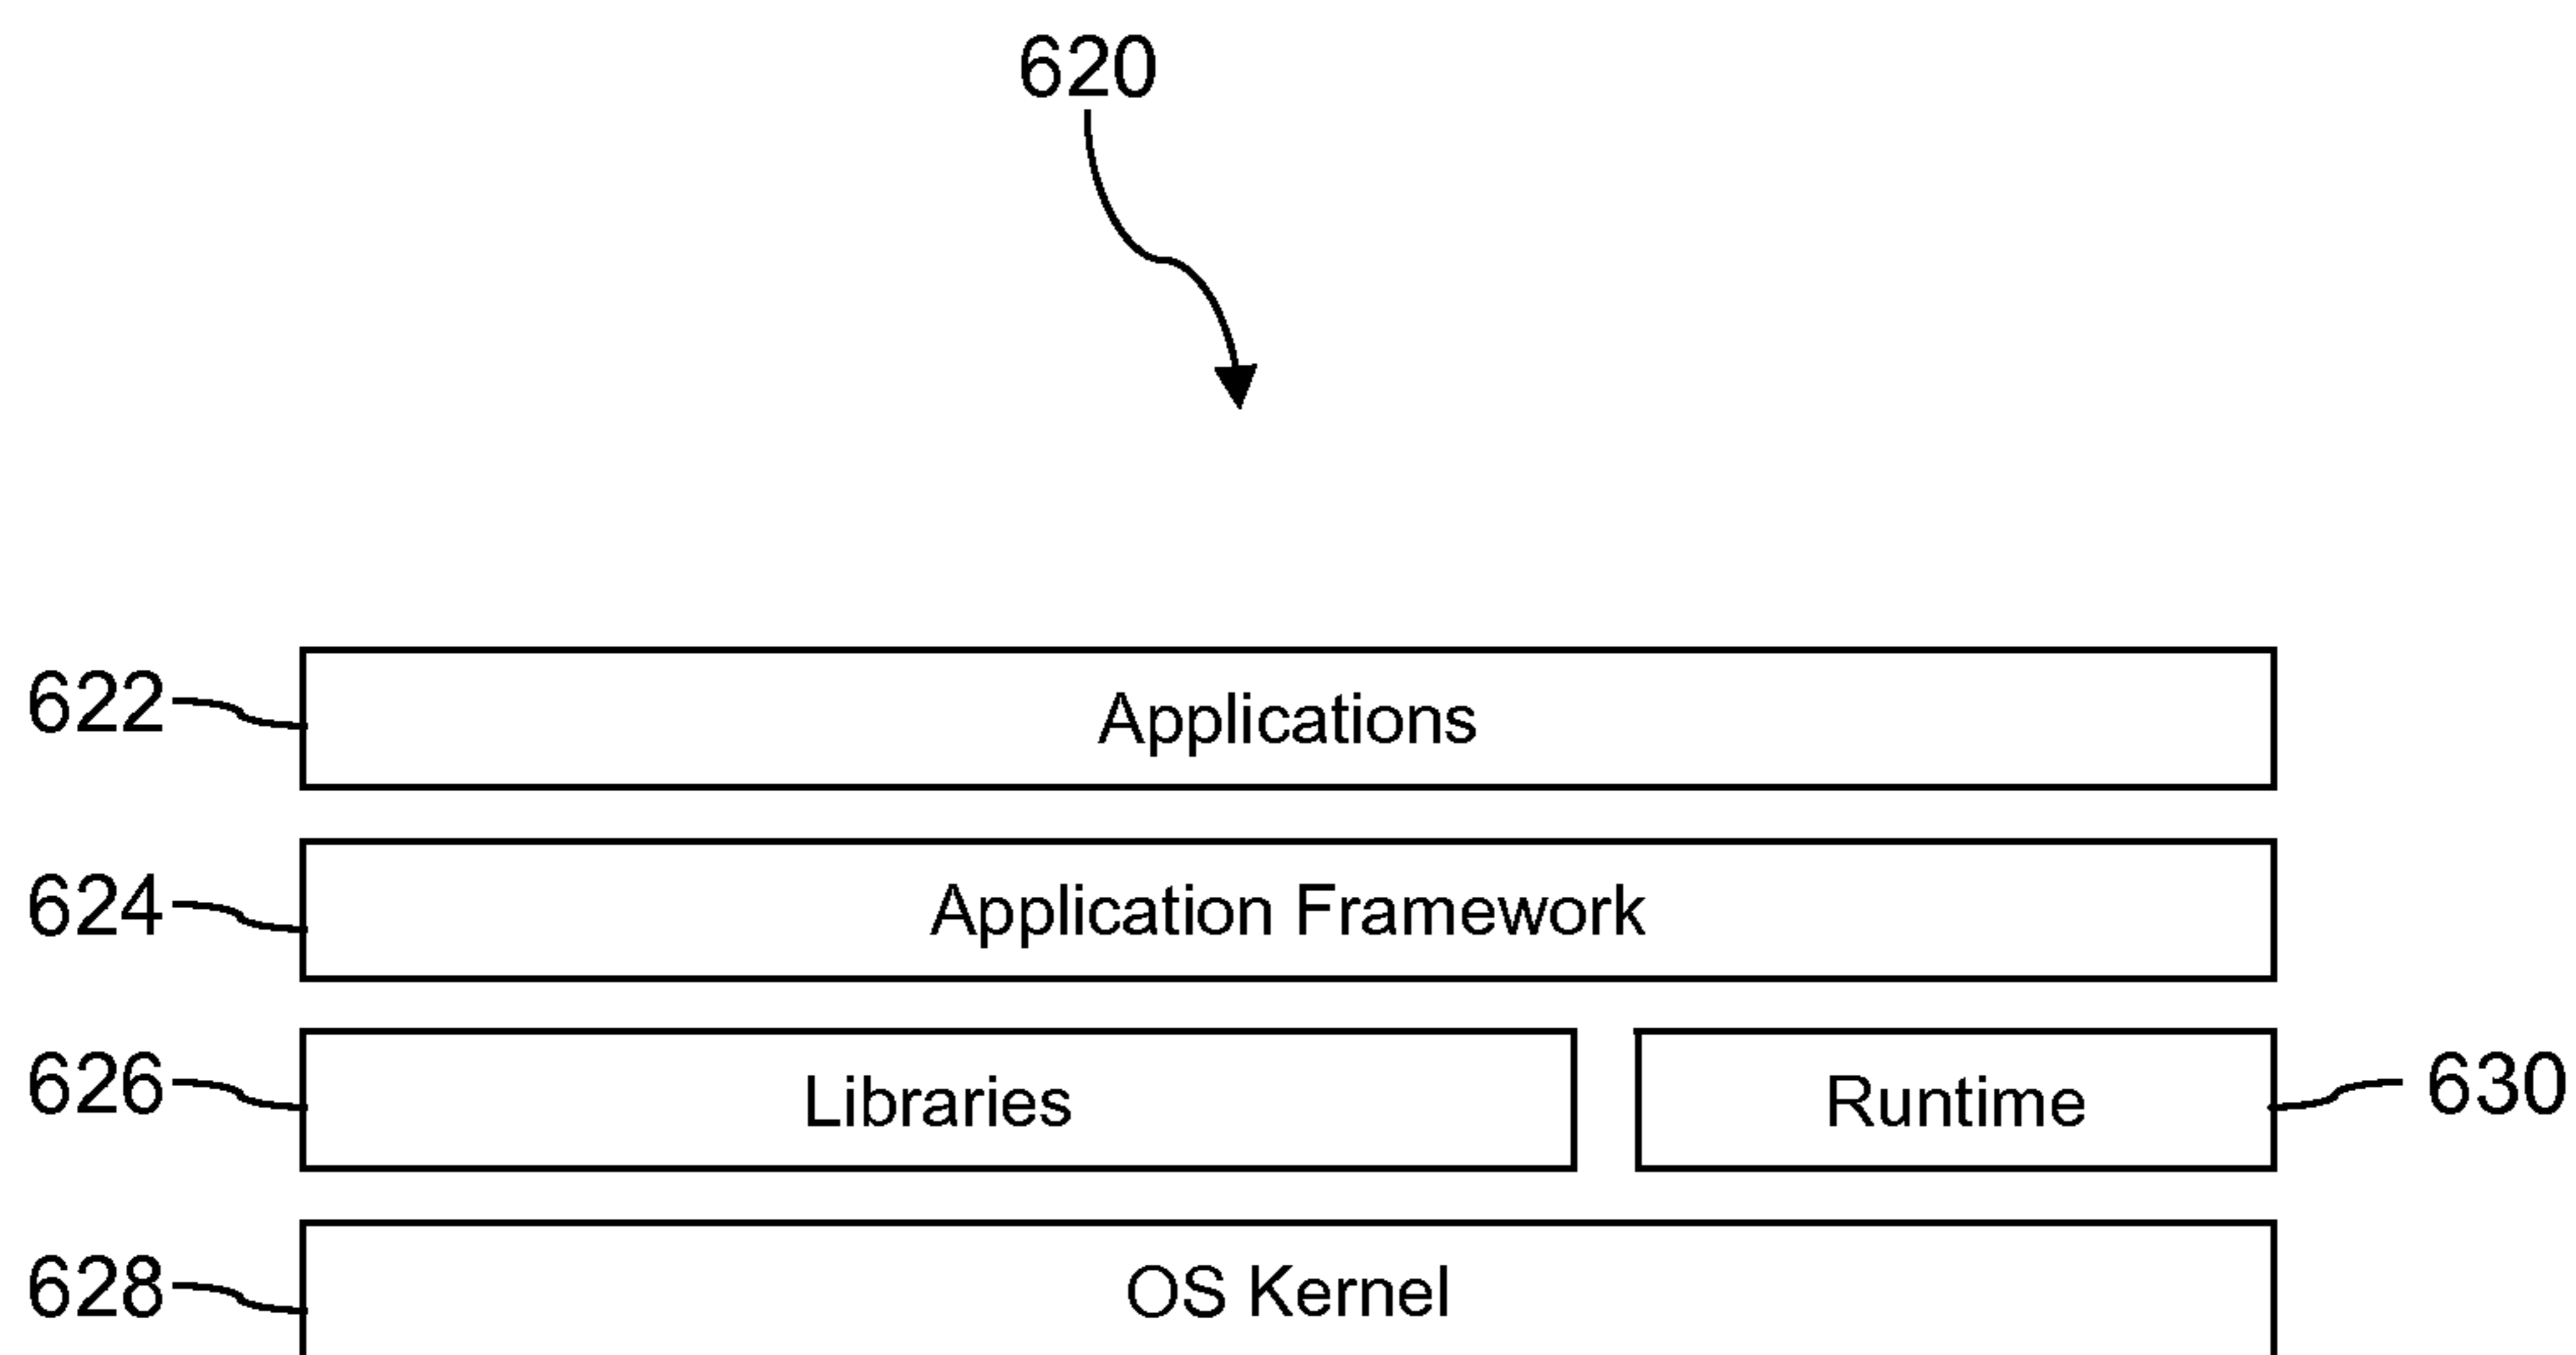 620
622
Applications
624
Application Framework
626
Libraries
Runtime
630
628
OS Kernel